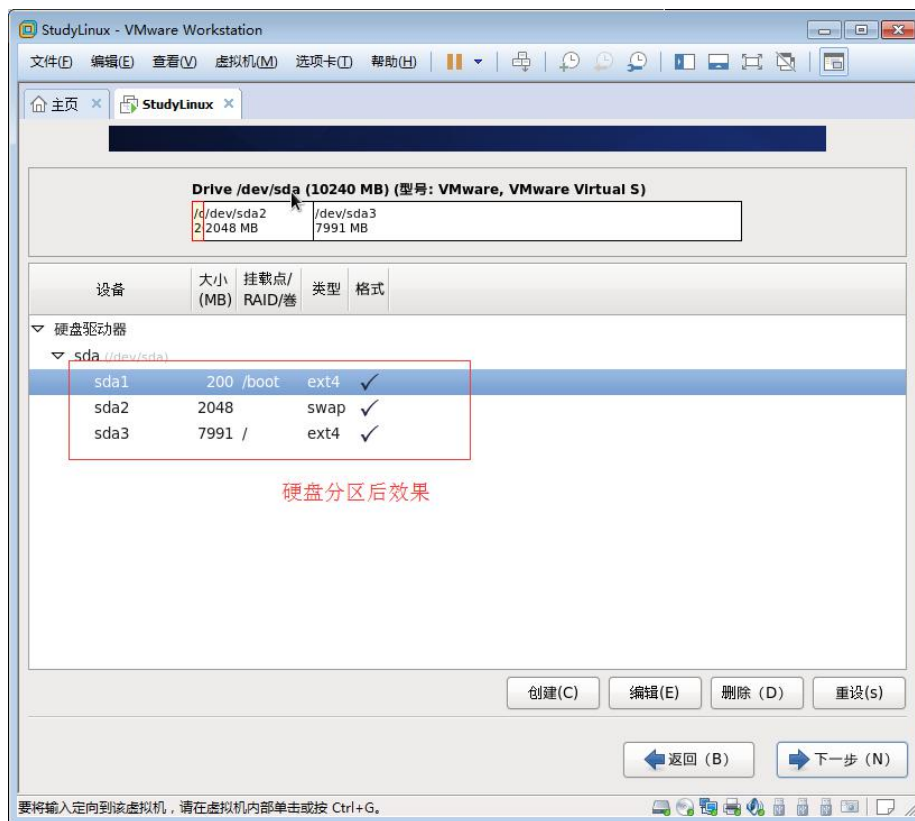 StudyLinux - VMware Workstation
文件(F) 编辑(E) 查看(V) 虚拟机(M) 选项卡(T) 帮助(H)
主页 StudyLinux
Drive /dev/sda (10240 MB) (型号: VMware, VMware Virtual S)
/d /dev/sda2 /dev/sda3
2 2048 MB 7991 MB
设备 大小 (MB) 挂载点/ RAID/卷 类型 格式
硬盘驱动器
sda (/dev/sda)
sda1 200 /boot ext4
sda2 2048 swap
sda3 7991 / ext4
硬盘分区后效果
创建(C) 编辑(E) 删除（D） 重设(s)
返回（B） 下一步（N）
要将输入定向到该虚拟机，请在虚拟机内部单击或按 Ctrl+G。